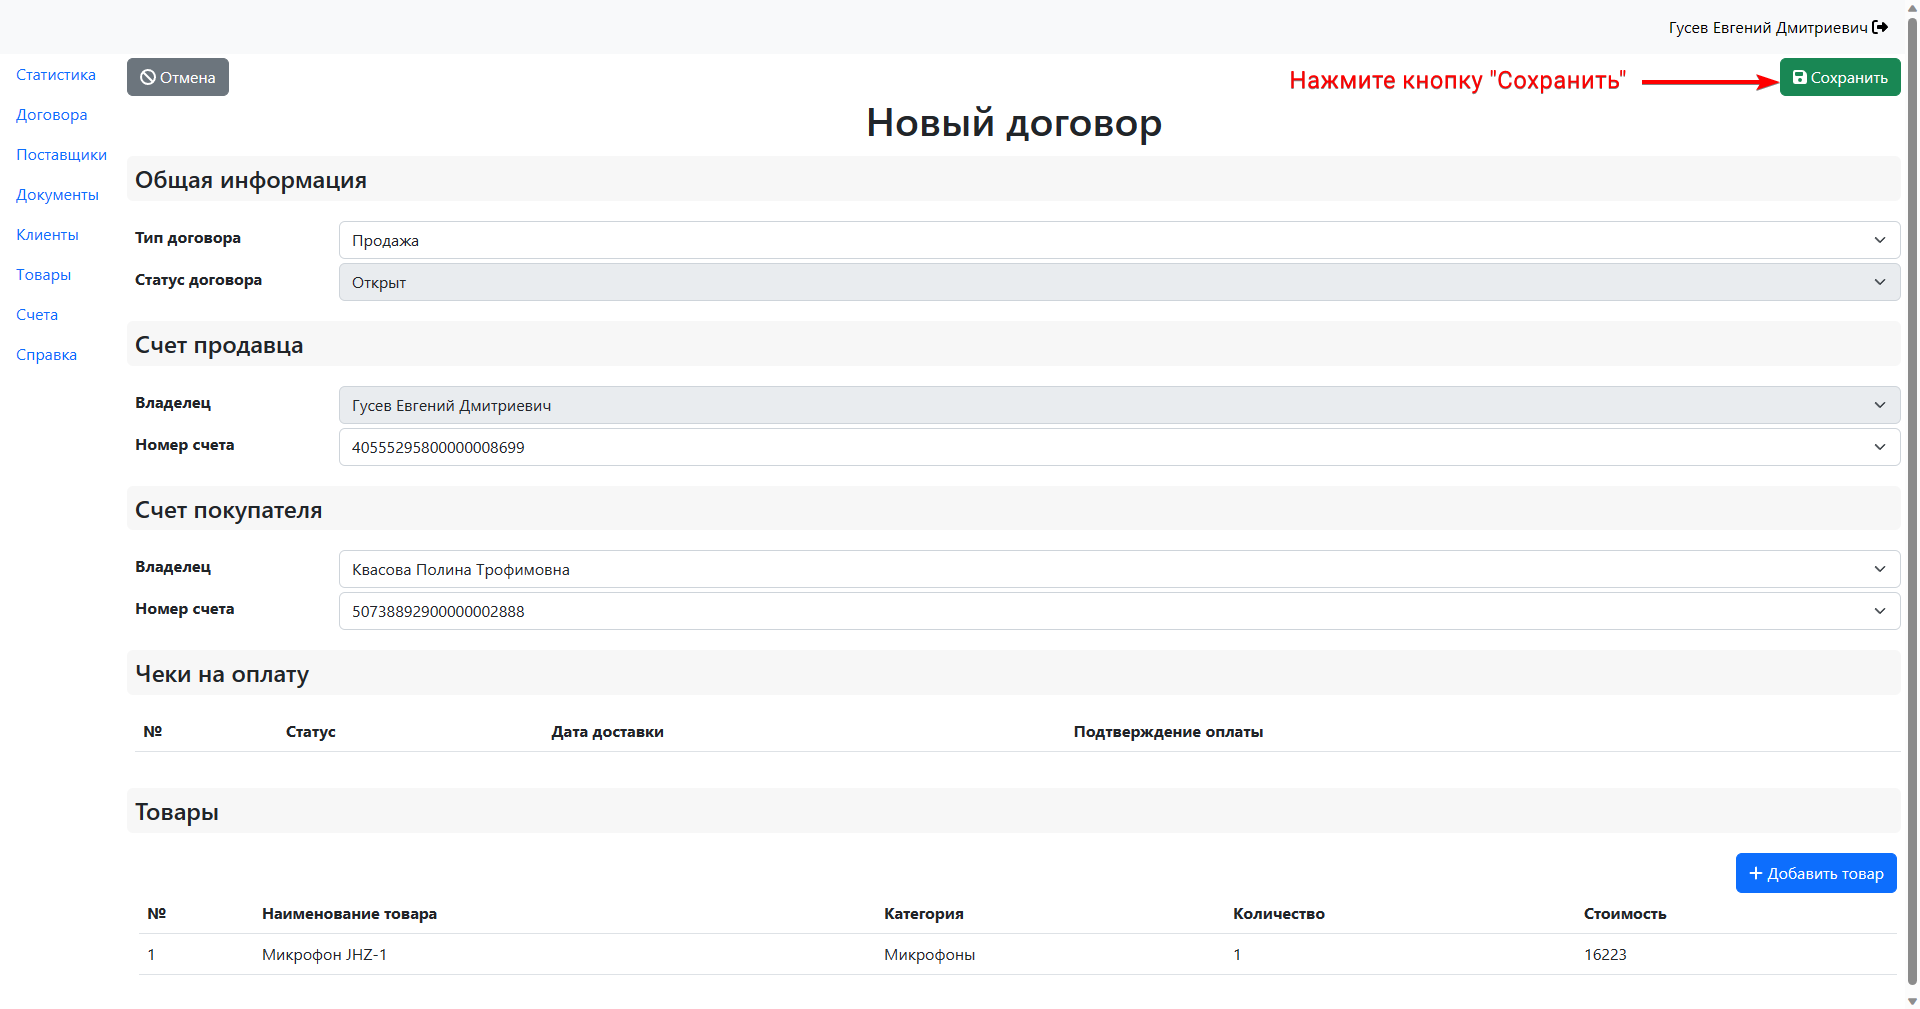 Гусев Евгений Дмитриевич
Статистика
Договора
Поставщики
Документы
Клиенты
Товары
Счета
Справка
Отмена
Нажмите кнопку "Сохранить"
Сохранить
Новый договор
Общая информация
Тип договора
Продажа
Статус договора
Открыт
Счет продавца
Владелец
Гусев Евгений Дмитриевич
Номер счета
40555295800000008699
Счет покупателя
Владелец
Квасова Полина Трофимовна
Номер счета
50738892900000002888
Чеки на оплату
№ Статус Дата доставки Подтверждение оплаты
Товары
Добавить товар
№ Наименование товара Категория Количество Стоимость
1 Микрофон JHZ-1 Микрофоны 1 16223